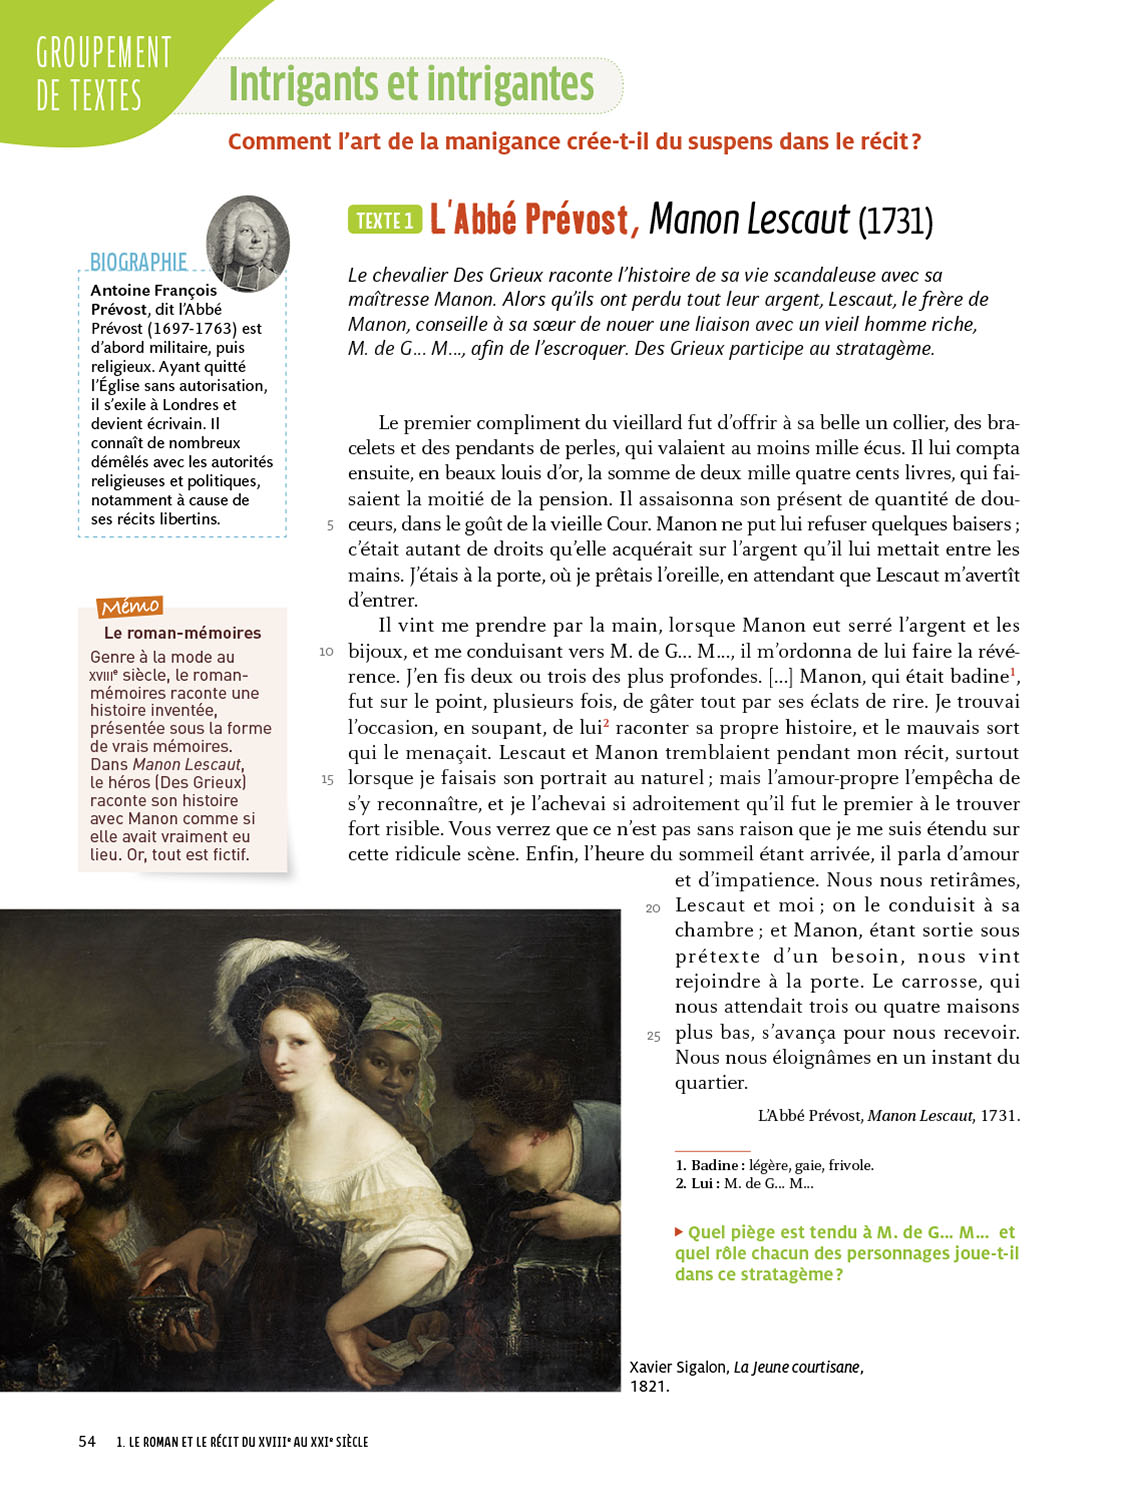 GROUPEMENT
DE TEXTES
Intrigants et intrigantes
Comment l’art de la manigance crée-t-il du suspens dans le récit ?
BIOGRAPHIE
Antoine François
Prévost, dit l’Abbé
Prévost (1697-1763) est
d’abord militaire, puis
religieux. Ayant quitté
l’Église sans autorisation,
il s’exile à Londres et
devient écrivain. Il
connaît de nombreux
démêlés avec les autorités
religieuses et politiques,
notamment à cause de
ses récits libertins.
Mémo
Le roman-mémoires
Genre à la mode au
XVIIIe siècle, le roman-
mémoires raconte une
histoire inventée,
présentée sous la forme
de vrais mémoires.
Dans Manon Lescaut,
le héros (Des Grieux)
raconte son histoire
avec Manon comme si
elle avait vraiment eu
lieu. Or, tout est fictif.
TEXTE 1 L'Abbé Prévost, Manon Lescaut (1731)
Le chevalier Des Grieux raconte l’histoire de sa vie scandaleuse avec sa
maîtresse Manon. Alors qu’ils ont perdu tout leur argent, Lescaut, le frère de
Manon, conseille à sa sœur de nouer une liaison avec un vieil homme riche,
M. de G... M..., afin de l’escroquer. Des Grieux participe au stratagème.
Le premier compliment du vieillard fut d’offrir à sa belle un collier, des bra-
celets et des pendants de perles, qui valaient au moins mille écus. Il lui compta
ensuite, en beaux louis d’or, la somme de deux mille quatre cents livres, qui fai-
saient la moitié de la pension. Il assaisonna son présent de quantité de dou-
5 ceurs, dans le goût de la vieille Cour. Manon ne put lui refuser quelques baisers ;
c’était autant de droits qu’elle acquérait sur l’argent qu’il lui mettait entre les
mains. J’étais à la porte, où je prêtais l’oreille, en attendant que Lescaut m’avertît
d’entrer.
Il vint me prendre par la main, lorsque Manon eut serré l’argent et les
10 bijoux, et me conduisant vers M. de G... M..., il m’ordonna de lui faire la révé-
rence. J’en fis deux ou trois des plus profondes. [...] Manon, qui était badine1,
fut sur le point, plusieurs fois, de gâter tout par ses éclats de rire. Je trouvai
l’occasion, en soupant, de lui2 raconter sa propre histoire, et le mauvais sort
qui le menaçait. Lescaut et Manon tremblaient pendant mon récit, surtout
15 lorsque je faisais son portrait au naturel ; mais l’amour-propre l’empêcha de
s’y reconnaître, et je l’achevai si adroitement qu’il fut le premier à le trouver
fort risible. Vous verrez que ce n’est pas sans raison que je me suis étendu sur
cette ridicule scène. Enfin, l’heure du sommeil étant arrivée, il parla d’amour
et d’impatience. Nous nous retirâmes,
20 Lescaut et moi ; on le conduisit à sa
chambre ; et Manon, étant sortie sous
prétexte d’un besoin, nous vint
rejoindre à la porte. Le carrosse, qui
nous attendait trois ou quatre maisons
25 plus bas, s’avança pour nous recevoir.
Nous nous éloignâmes en un instant du
quartier.
L’Abbé Prévost, Manon Lescaut, 1731.
1. Badine : légère, gaie, frivole.
2. Lui : M. de G... M...
Quel piège est tendu à M. de G... M... et
quel rôle chacun des personnages joue-t-il
dans ce stratagème ?
Xavier Sigalon, La Jeune courtisane,
1821.
54 1. LE ROMAN ET LE RÉCIT DU XVIIIe AU XXIe SIÈCLE